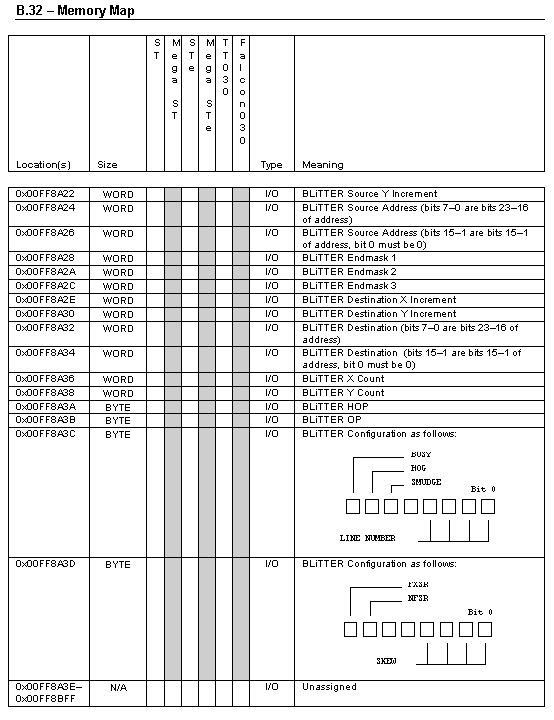 B.32 – Memory Map
Location(s) Size ST Mega ST STe Mega STe TT030 Falcon030 Type Meaning
0x00FF8A22 WORD I/O BLiTTER Source Y Increment
0x00FF8A24 WORD I/O BLiTTER Source Address (bits 7–0 are bits 23–16
of address)
0x00FF8A26 WORD I/O BLiTTER Source Address (bits 15–1 are bits 15–1
of address, bit 0 must be 0)
0x00FF8A28 WORD I/O BLiTTER Endmask 1
0x00FF8A2A WORD I/O BLiTTER Endmask 2
0x00FF8A2C WORD I/O BLiTTER Endmask 3
0x00FF8A2E WORD I/O BLiTTER Destination X Increment
0x00FF8A30 WORD I/O BLiTTER Destination Y Increment
0x00FF8A32 WORD I/O BLiTTER Destination (bits 7–0 are bits 23–16 of
address)
0x00FF8A34 WORD I/O BLiTTER Destination (bits 15–1 are bits 15–1 of
address, bit 0 must be 0)
0x00FF8A36 WORD I/O BLiTTER X Count
0x00FF8A38 WORD I/O BLiTTER Y Count
0x00FF8A3A BYTE I/O BLiTTER HOP
0x00FF8A3B BYTE I/O BLiTTER OP
0x00FF8A3C BYTE I/O BLiTTER Configuration as follows:
BUSY
HOG
SMUDGE
Bit 0
LINE NUMBER
0x00FF8A3D BYTE I/O BLiTTER Configuration as follows:
FXSR
NFSR
Bit 0
SKEW
0x00FF8A3E–
0x00FF8BFF N/A I/O Unassigned